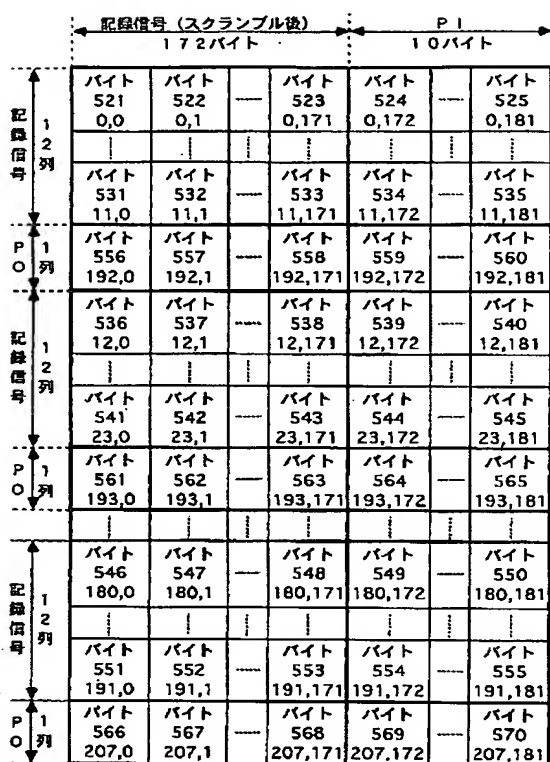 記録信号（スクランブル後） PI
172バイト 10バイト
記録信号 12列
バイト バイト バイト バイト バイト
521 522 523 524 525
0,0 0,1 0,171 0,172 0,181
バイト バイト バイト バイト バイト
531 532 533 534 535
11,0 11,1 11,171 11,172 11,181
PO 1列
バイト バイト バイト バイト バイト
556 557 558 559 560
192,0 192,1 192,171 192,172 192,181
記録信号 12列
バイト バイト バイト バイト バイト
536 537 538 539 540
12,0 12,1 12,171 12,172 12,181
バイト バイト バイト バイト バイト
541 542 543 544 545
23,0 23,1 23,171 23,172 23,181
PO 1列
バイト バイト バイト バイト バイト
561 562 563 564 565
193,0 193,1 193,171 193,172 193,181
記録信号 12列
バイト バイト バイト バイト バイト
546 547 548 549 550
180,0 180,1 180,171 180,172 180,181
バイト バイト バイト バイト バイト
551 552 553 554 555
191,0 191,1 191,171 191,172 191,181
PO 1列
バイト バイト バイト バイト バイト
566 567 568 569 570
207,0 207,1 207,171 207,172 207,181